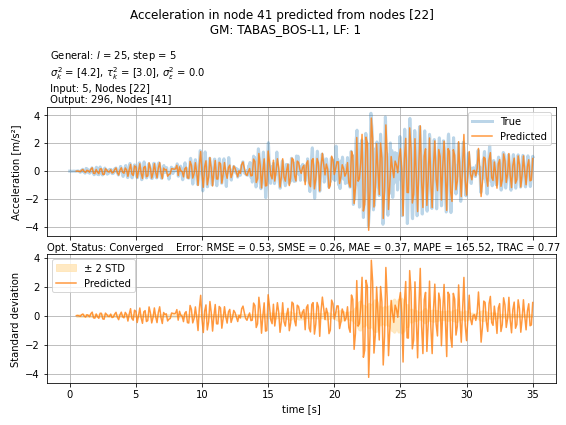 Acceleration in node 41 predicted from nodes [22]
GM: TABAS_BOS-L1, LF: 1
General: l = 25, step = 5
σ²ₖ = [4.2], τ²ₖ = [3.0], σ²ε = 0.0
Input: 5, Nodes [22]
Output: 296, Nodes [41]
Acceleration [m/s²]
4
2
0
−2
−4
True
Predicted
Opt. Status: Converged Error: RMSE = 0.53, SMSE = 0.26, MAE = 0.37, MAPE = 165.52, TRAC = 0.77
Standard deviation
4
2
0
−2
−4
± 2 STD
Predicted
0 5 10 15 20 25 30 35
time [s]